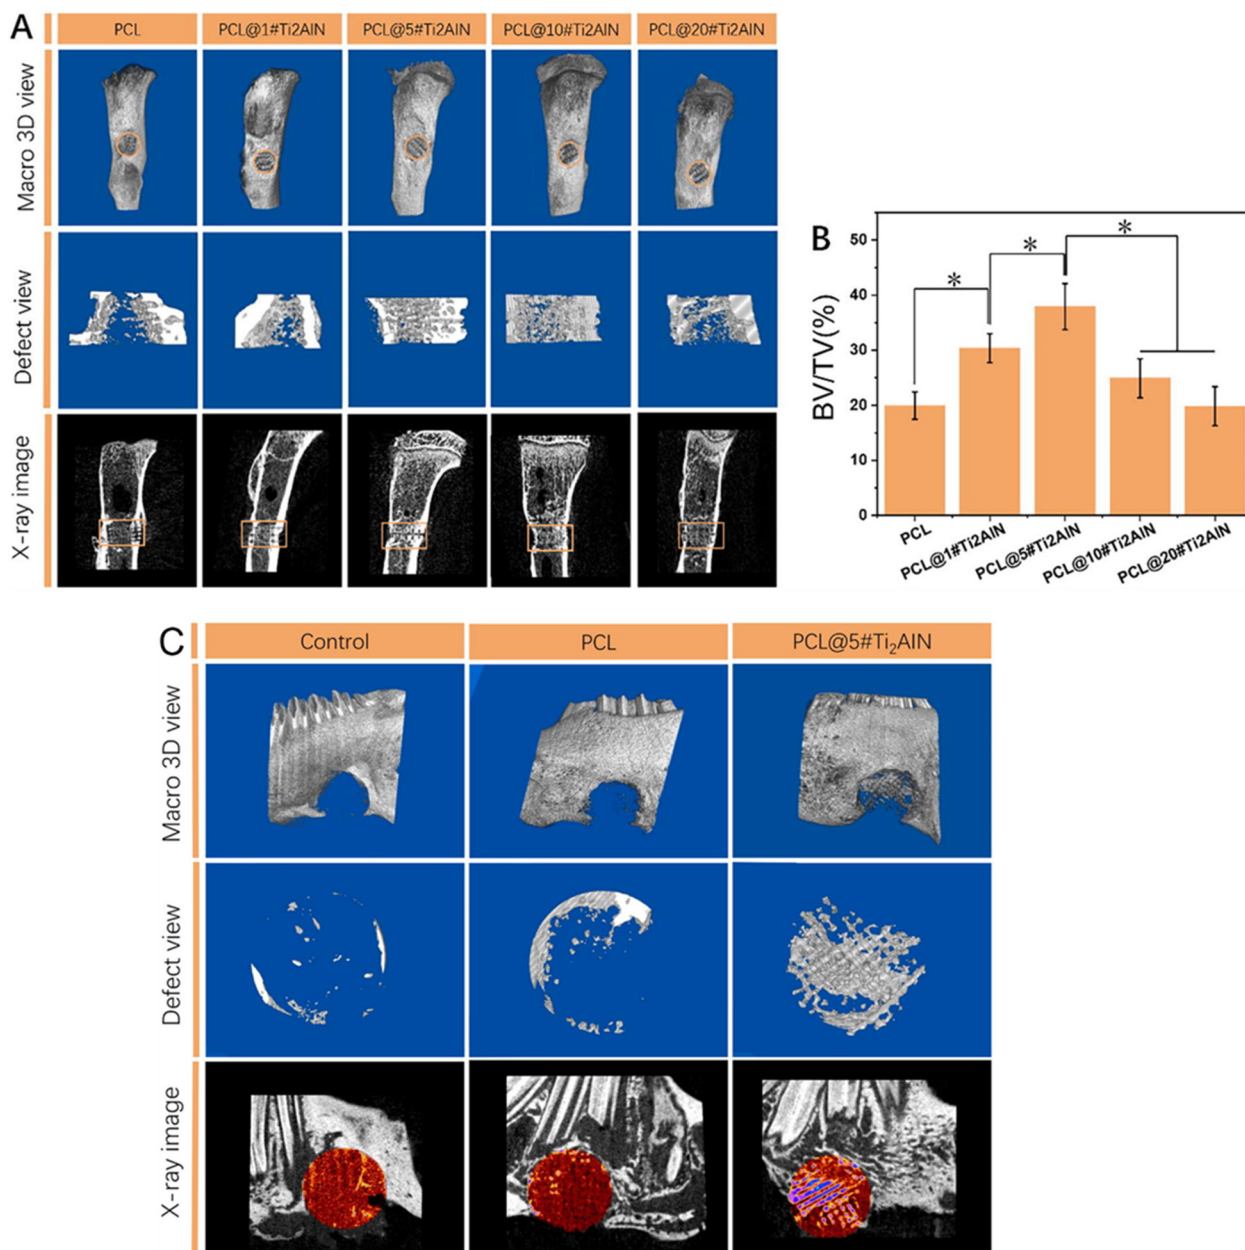 A
PCL
PCL@1#Ti2AlN
PCL@5#Ti2AlN
PCL@10#Ti2AlN
PCL@20#Ti2AlN
Macro 3D view
Defect view
X-ray image
B
BV/TV(%)
50
40
30
20
10
0
*
*
*
PCL
PCL@1#Ti2AlN
PCL@5#Ti2AlN
PCL@10#Ti2AlN
PCL@20#Ti2AlN
C
Control
PCL
PCL@5#Ti₂AlN
Macro 3D view
Defect view
X-ray image